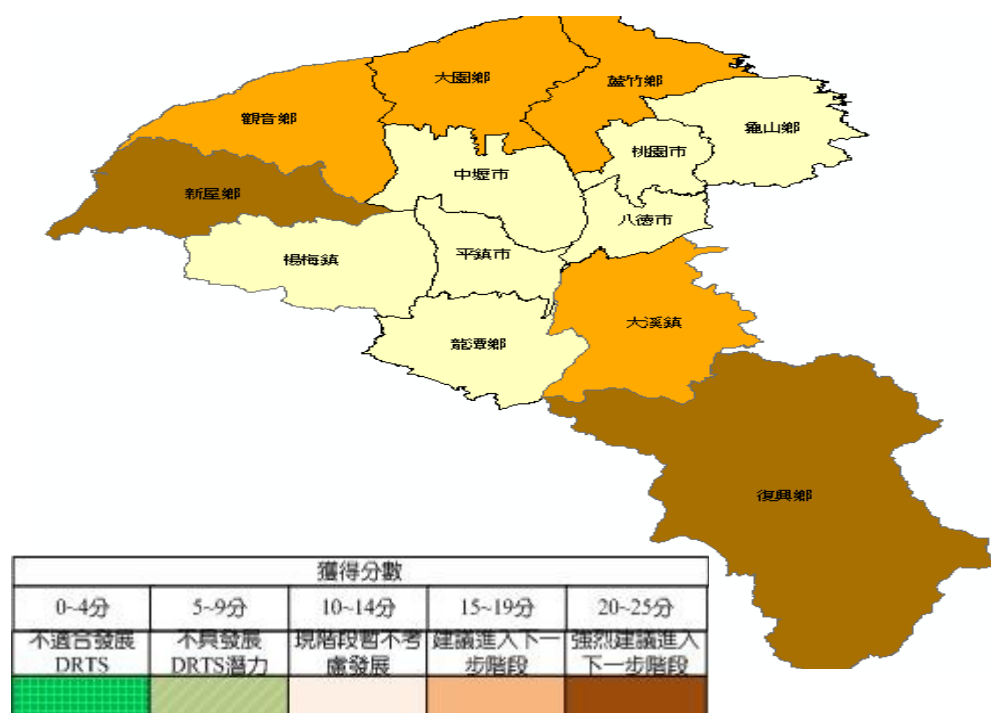 大園鄉
蘆竹鄉
觀音鄉
龜山鄉
桃園市
中壢市
新屋鄉
八德市
楊梅鎮
平鎮市
大溪鎮
龍潭鄉
復興鄉
獲得分數
0~4分 5~9分 10~14分 15~19分 20~25分
不適合發展 不具發展 現階段暫不考 建議進入下一 強烈建議進入
DRTS DRTS潛力 慮發展 步階段 下一步階段